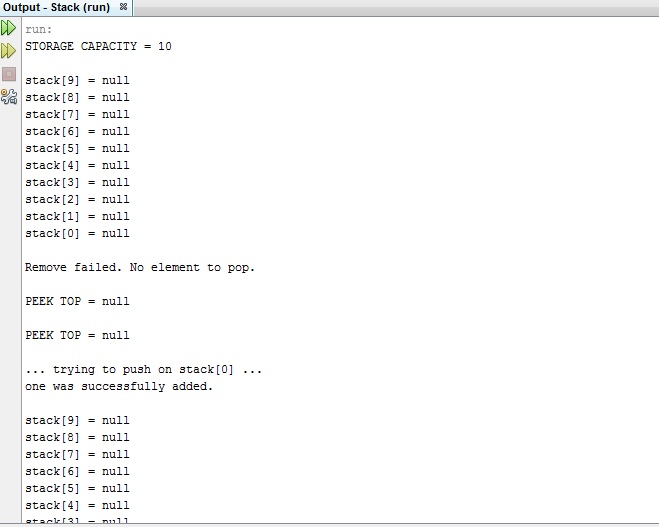 Output - Stack (run)
run:
STORAGE CAPACITY = 10
stack[9] = null
stack[8] = null
stack[7] = null
stack[6] = null
stack[5] = null
stack[4] = null
stack[3] = null
stack[2] = null
stack[1] = null
stack[0] = null
Remove failed. No element to pop.
PEEK TOP = null
PEEK TOP = null
... trying to push on stack[0] ...
one was successfully added.
stack[9] = null
stack[8] = null
stack[7] = null
stack[6] = null
stack[5] = null
stack[4] = null
stack[3] = null